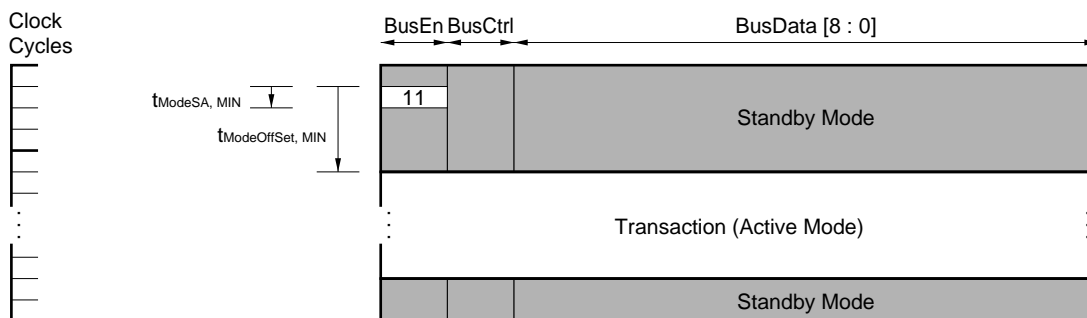 Clock
Cycles
BusEn BusCtrl BusData [8 : 0]
tModeSA, MIN
11
tModeOffSet, MIN
Standby Mode
Transaction (Active Mode)
Standby Mode